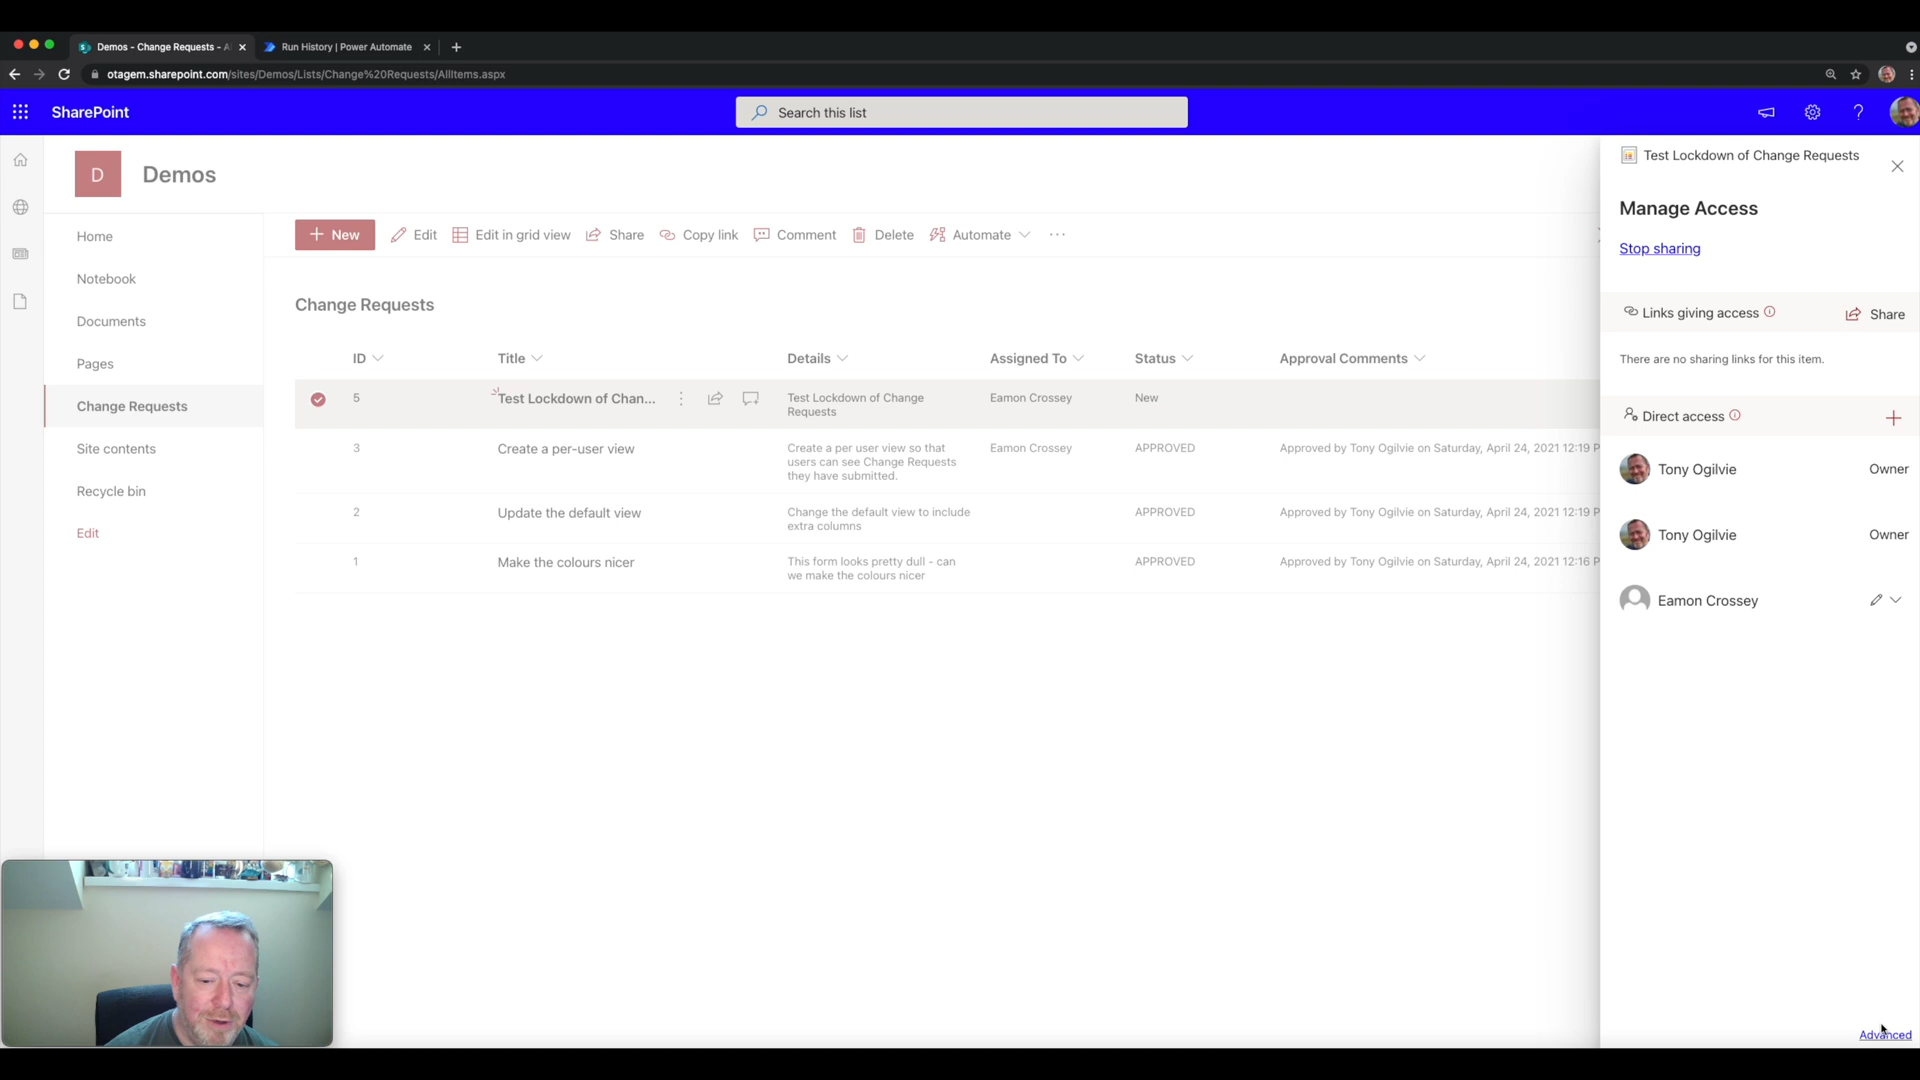 Demos - Change Requests - A
Run History | Power Automate
otagem.sharepoint.com/sites/Demos/Lists/Change%20Requests/AllItems.aspx
SharePoint
Search this list
D
Demos
Home
Notebook
Documents
Pages
Change Requests
Site contents
Recycle bin
Edit
New
Edit
Edit in grid view
Share
Copy link
Comment
Delete
Automate
Change Requests
ID Title Details Assigned To Status Approval Comments
5 Test Lockdown of Chan... Test Lockdown of Change Eamon Crossey New
Requests
3 Create a per-user view Create a per user view so that Eamon Crossey APPROVED Approved by Tony Ogilvie on Saturday, April 24, 2021 12:19 P
users can see Change Requests
they have submitted.
2 Update the default view Change the default view to include APPROVED Approved by Tony Ogilvie on Saturday, April 24, 2021 12:19 P
extra columns
1 Make the colours nicer This form looks pretty dull - can APPROVED Approved by Tony Ogilvie on Saturday, April 24, 2021 12:16 P
we make the colours nicer
Test Lockdown of Change Requests
Manage Access
Stop sharing
Links giving access
Share
There are no sharing links for this item.
Direct access
Tony Ogilvie Owner
Tony Ogilvie Owner
Eamon Crossey
Advanced